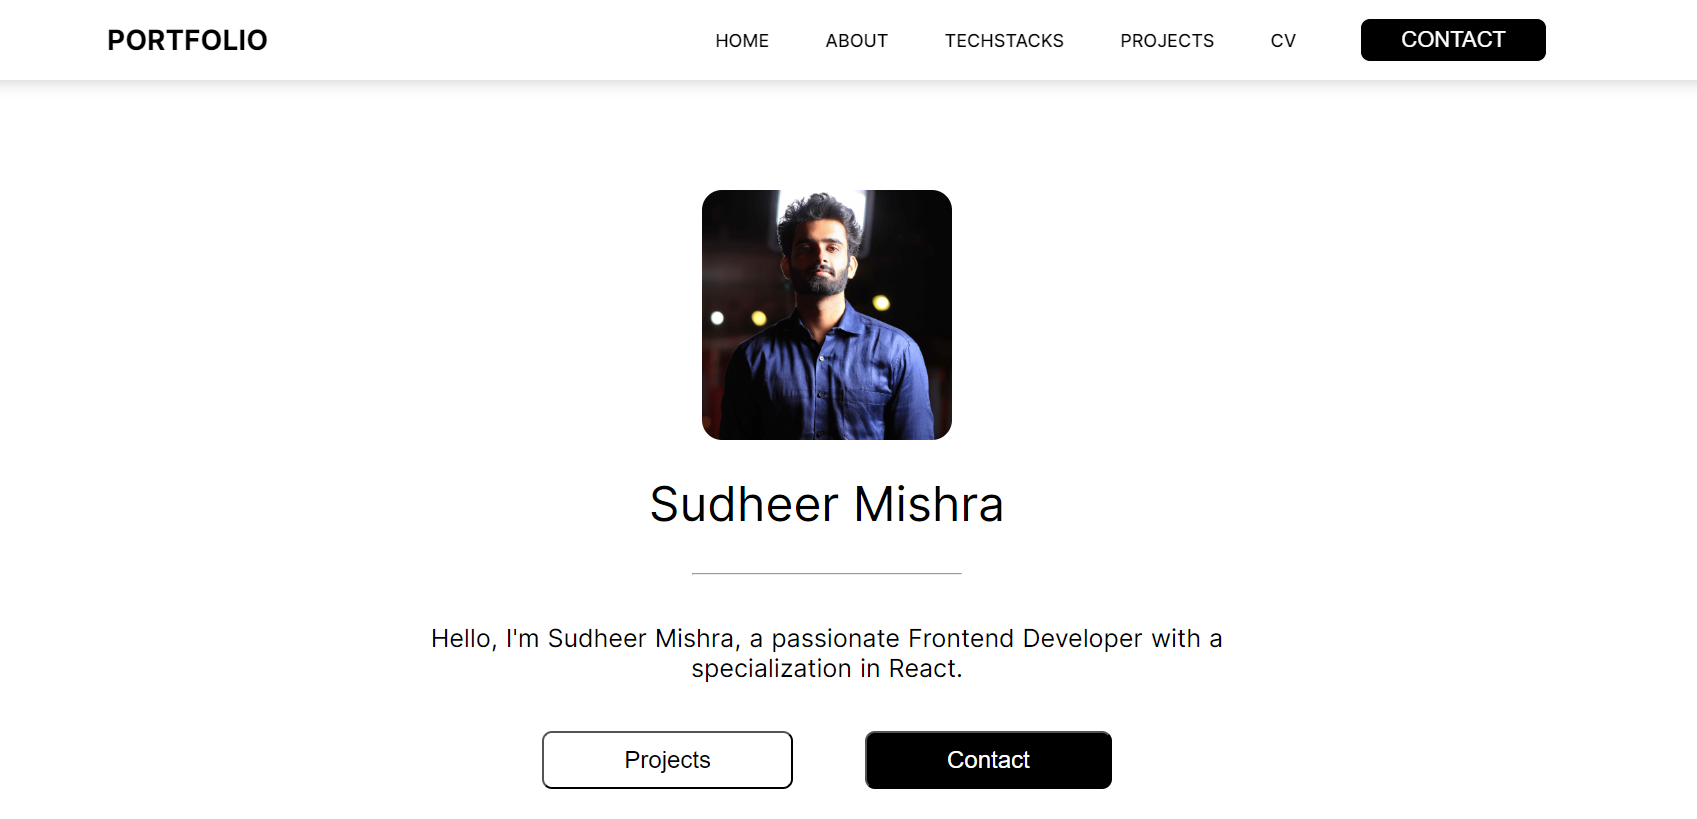 PORTFOLIO
HOME ABOUT TECHSTACKS PROJECTS CV CONTACT
Sudheer Mishra
Hello, I'm Sudheer Mishra, a passionate Frontend Developer with a
specialization in React.
Projects Contact